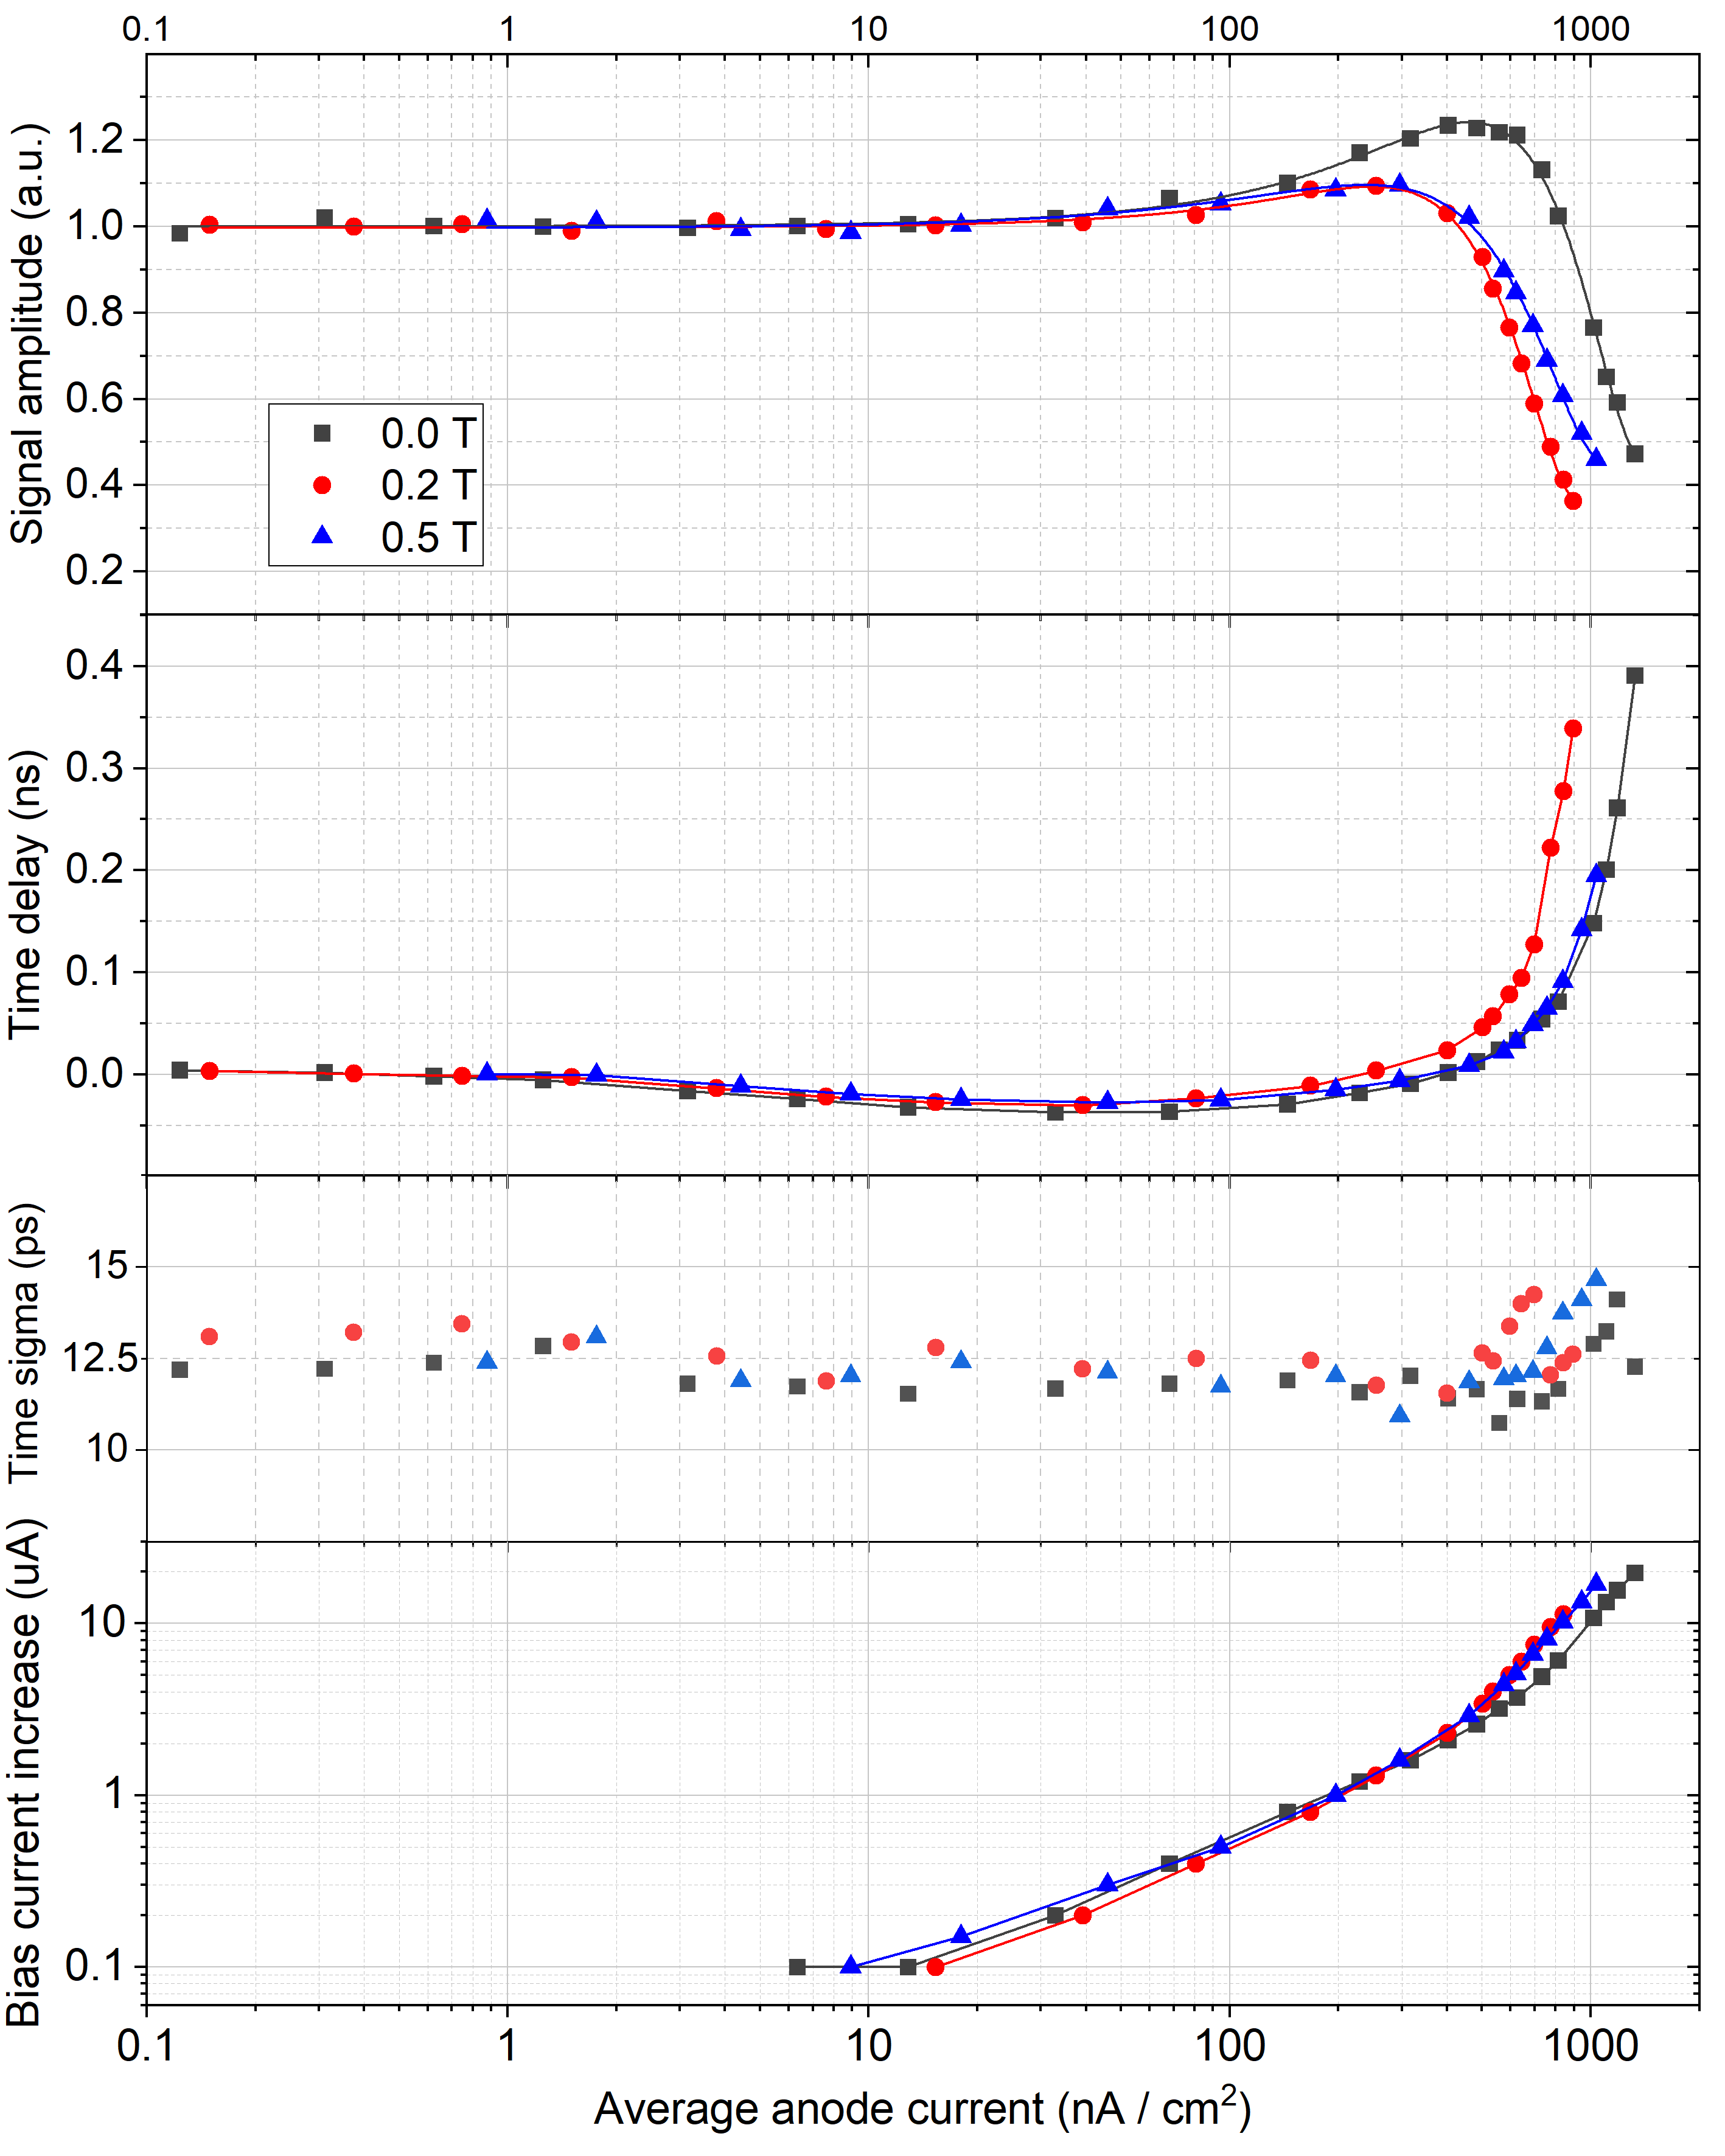 0.1 1 10 100 1000
Signal amplitude (a.u.)
1.2
1.0
0.8
0.6
0.4
0.2
0.0 T
0.2 T
0.5 T
Time delay (ns)
0.4
0.3
0.2
0.1
0.0
Time sigma (ps)
15
12.5
10
Bias current increase (uA)
10
1
0.1
0.1 1 10 100 1000
Average anode current (nA / cm²)